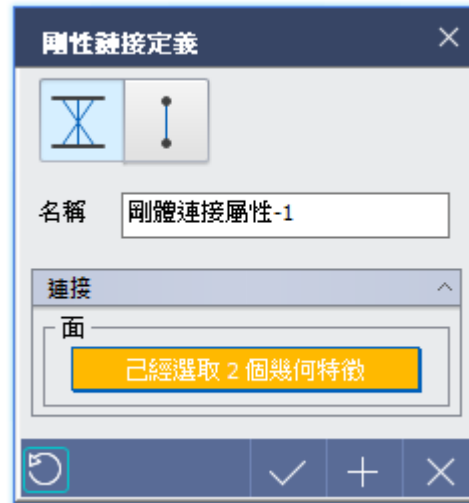 剛性鏈接定義
名稱 剛體連接屬性-1
連接
面
己經選取 2 個幾何特徵